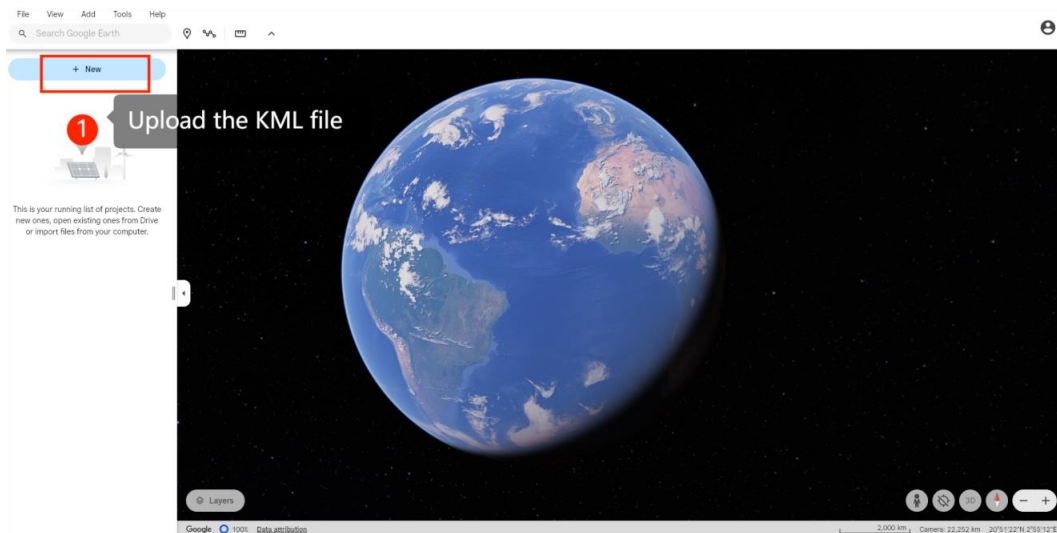 File View Add Tools Help
Search Google Earth
+ New
1
Upload the KML file
This is your running list of projects. Create
new ones, open existing ones from Drive
or import files from your computer.
Layers
3D
Google 100% Data attribution
2,000 km Camera: 22,252 km 20°51'22"N 2°55'12"E